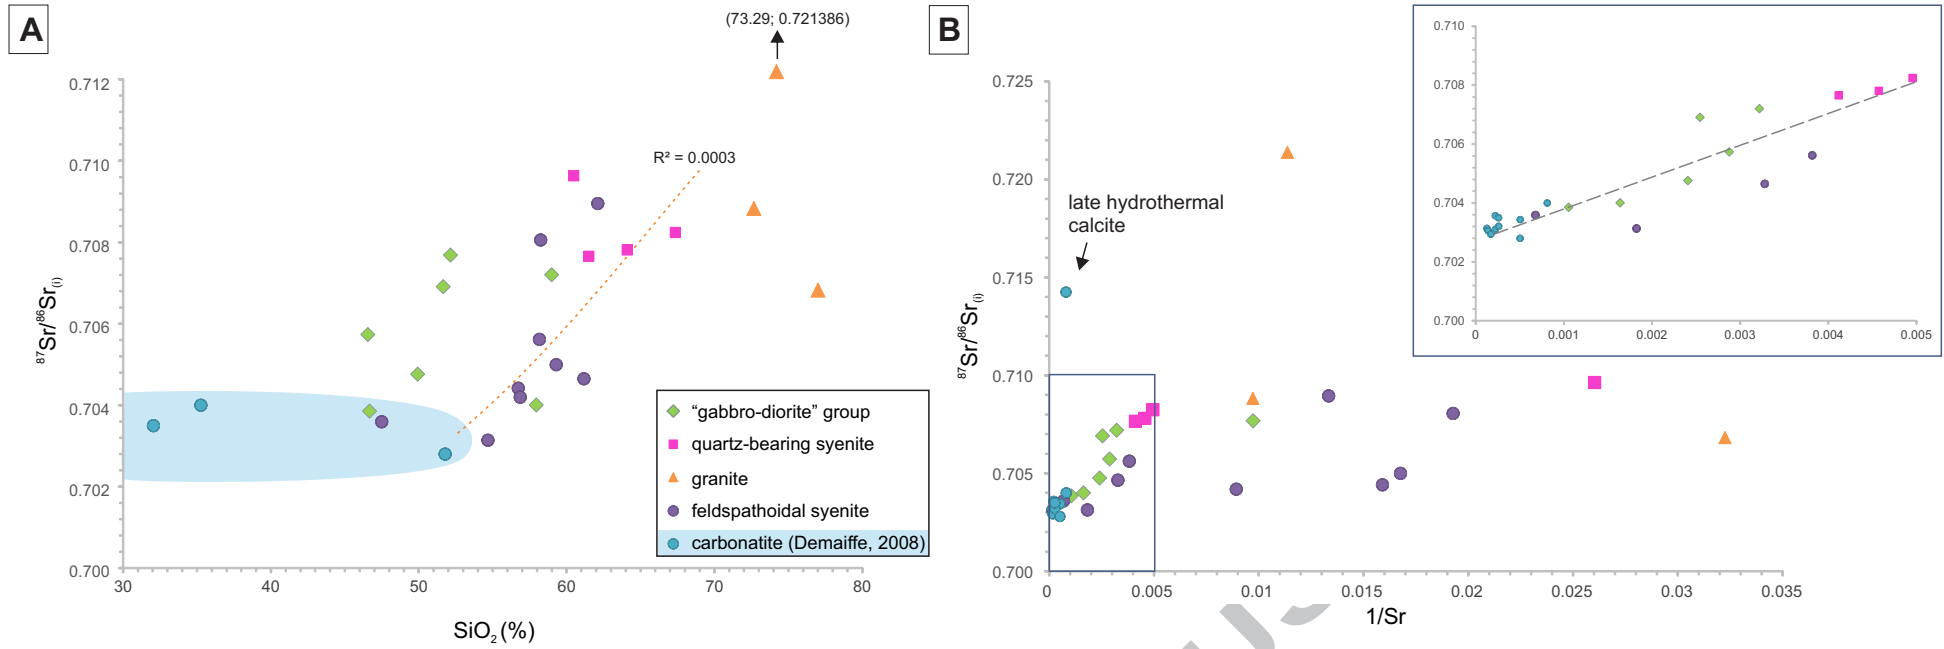 A
(73.29; 0.721386)
0.712
0.710
0.708
0.706
0.704
0.702
0.700
87Sr/86Sr(i)
R² = 0.0003
"gabbro-diorite" group
quartz-bearing syenite
granite
feldspathoidal syenite
carbonatite (Demaiffe, 2008)
30 40 50 60 70 80
SiO2 (%)
B
0.725
0.720
0.715
0.710
0.705
0.700
87Sr/86Sr(i)
late hydrothermal
calcite
0 0.005 0.01 0.015 0.02 0.025 0.03 0.035
1/Sr
0.710
0.708
0.706
0.704
0.702
0.700
0 0.001 0.002 0.003 0.004 0.005